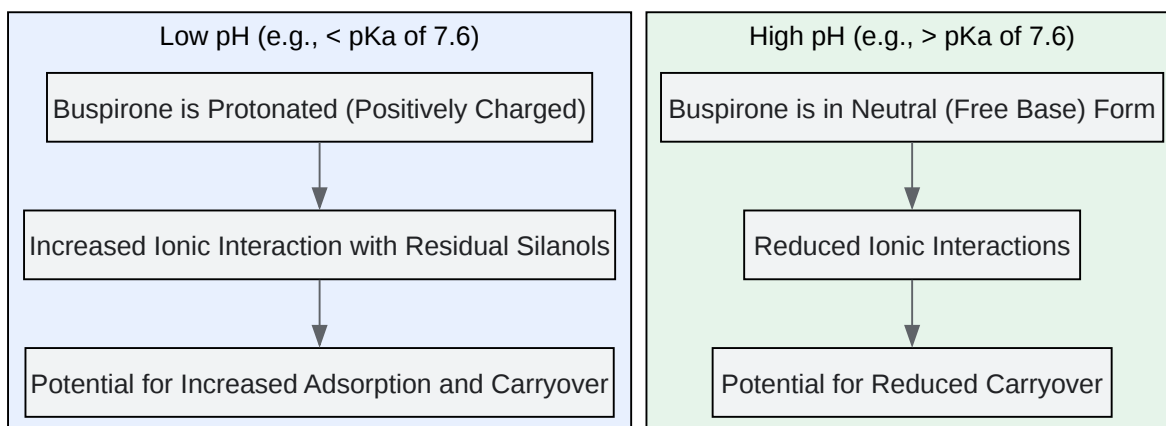 Low pH (e.g., < pKa of 7.6)
Buspirone is Protonated (Positively Charged)
Increased Ionic Interaction with Residual Silanols
Potential for Increased Adsorption and Carryover
High pH (e.g., > pKa of 7.6)
Buspirone is in Neutral (Free Base) Form
Reduced Ionic Interactions
Potential for Reduced Carryover